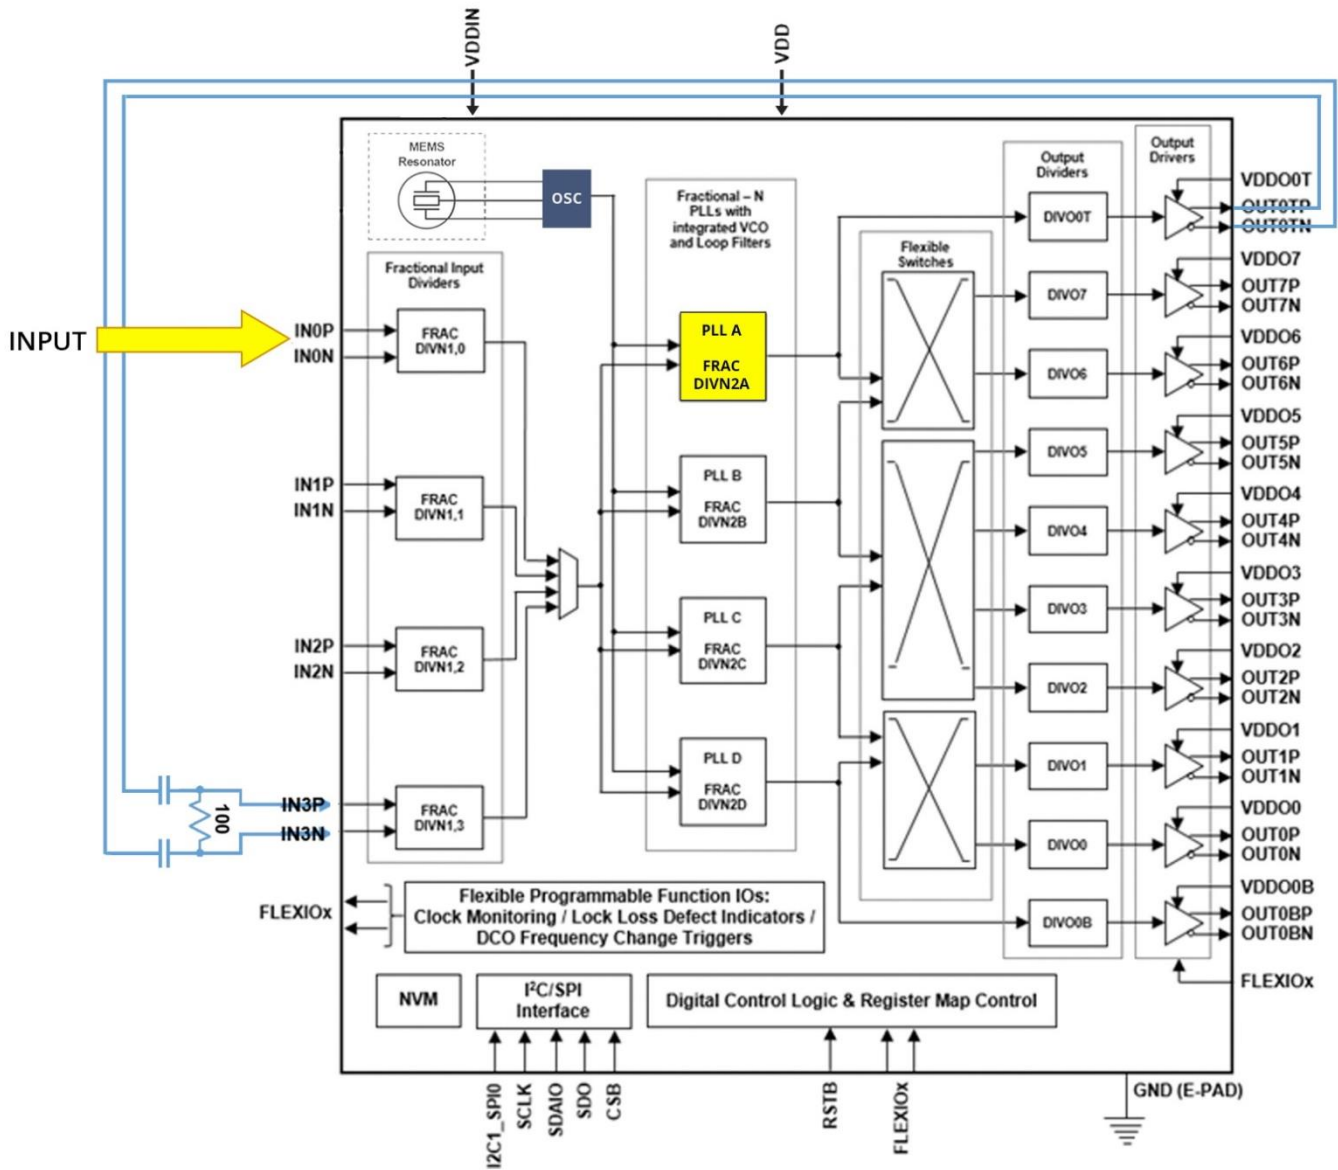 VDDIN
VDD
MEMS
Resonator
OSC
Fractional – N
PLLs with
integrated VCO
and Loop Filters
Output
Dividers
Output
Drivers
VDDO0T
OUT0TP
OUT0TN
DIVO0T
Fractional Input
Dividers
Flexible
Switches
INPUT
IN0P
IN0N
FRAC
DIVN1,0
PLL A
FRAC
DIVN2A
DIVO7
VDDO7
OUT7P
OUT7N
DIVO6
VDDO6
OUT6P
OUT6N
DIVO5
VDDO5
OUT5P
OUT5N
IN1P
IN1N
FRAC
DIVN1,1
PLL B
FRAC
DIVN2B
DIVO4
VDDO4
OUT4P
OUT4N
DIVO3
VDDO3
OUT3P
OUT3N
IN2P
IN2N
FRAC
DIVN1,2
PLL C
FRAC
DIVN2C
DIVO2
VDDO2
OUT2P
OUT2N
PLL D
FRAC
DIVN2D
DIVO1
VDDO1
OUT1P
OUT1N
100
IN3P
IN3N
FRAC
DIVN1,3
DIVO0
VDDO0
OUT0P
OUT0N
DIVO0B
VDDO0B
OUT0BP
OUT0BN
FLEXIOx
FLEXIOx
Flexible Programmable Function IOs:
Clock Monitoring / Lock Loss Defect Indicators /
DCO Frequency Change Triggers
NVM
I²C/SPI
Interface
Digital Control Logic & Register Map Control
I2C1_SPI0
SCLK
SDAIO
SDO
CSB
RSTB
FLEXIOx
GND (E-PAD)